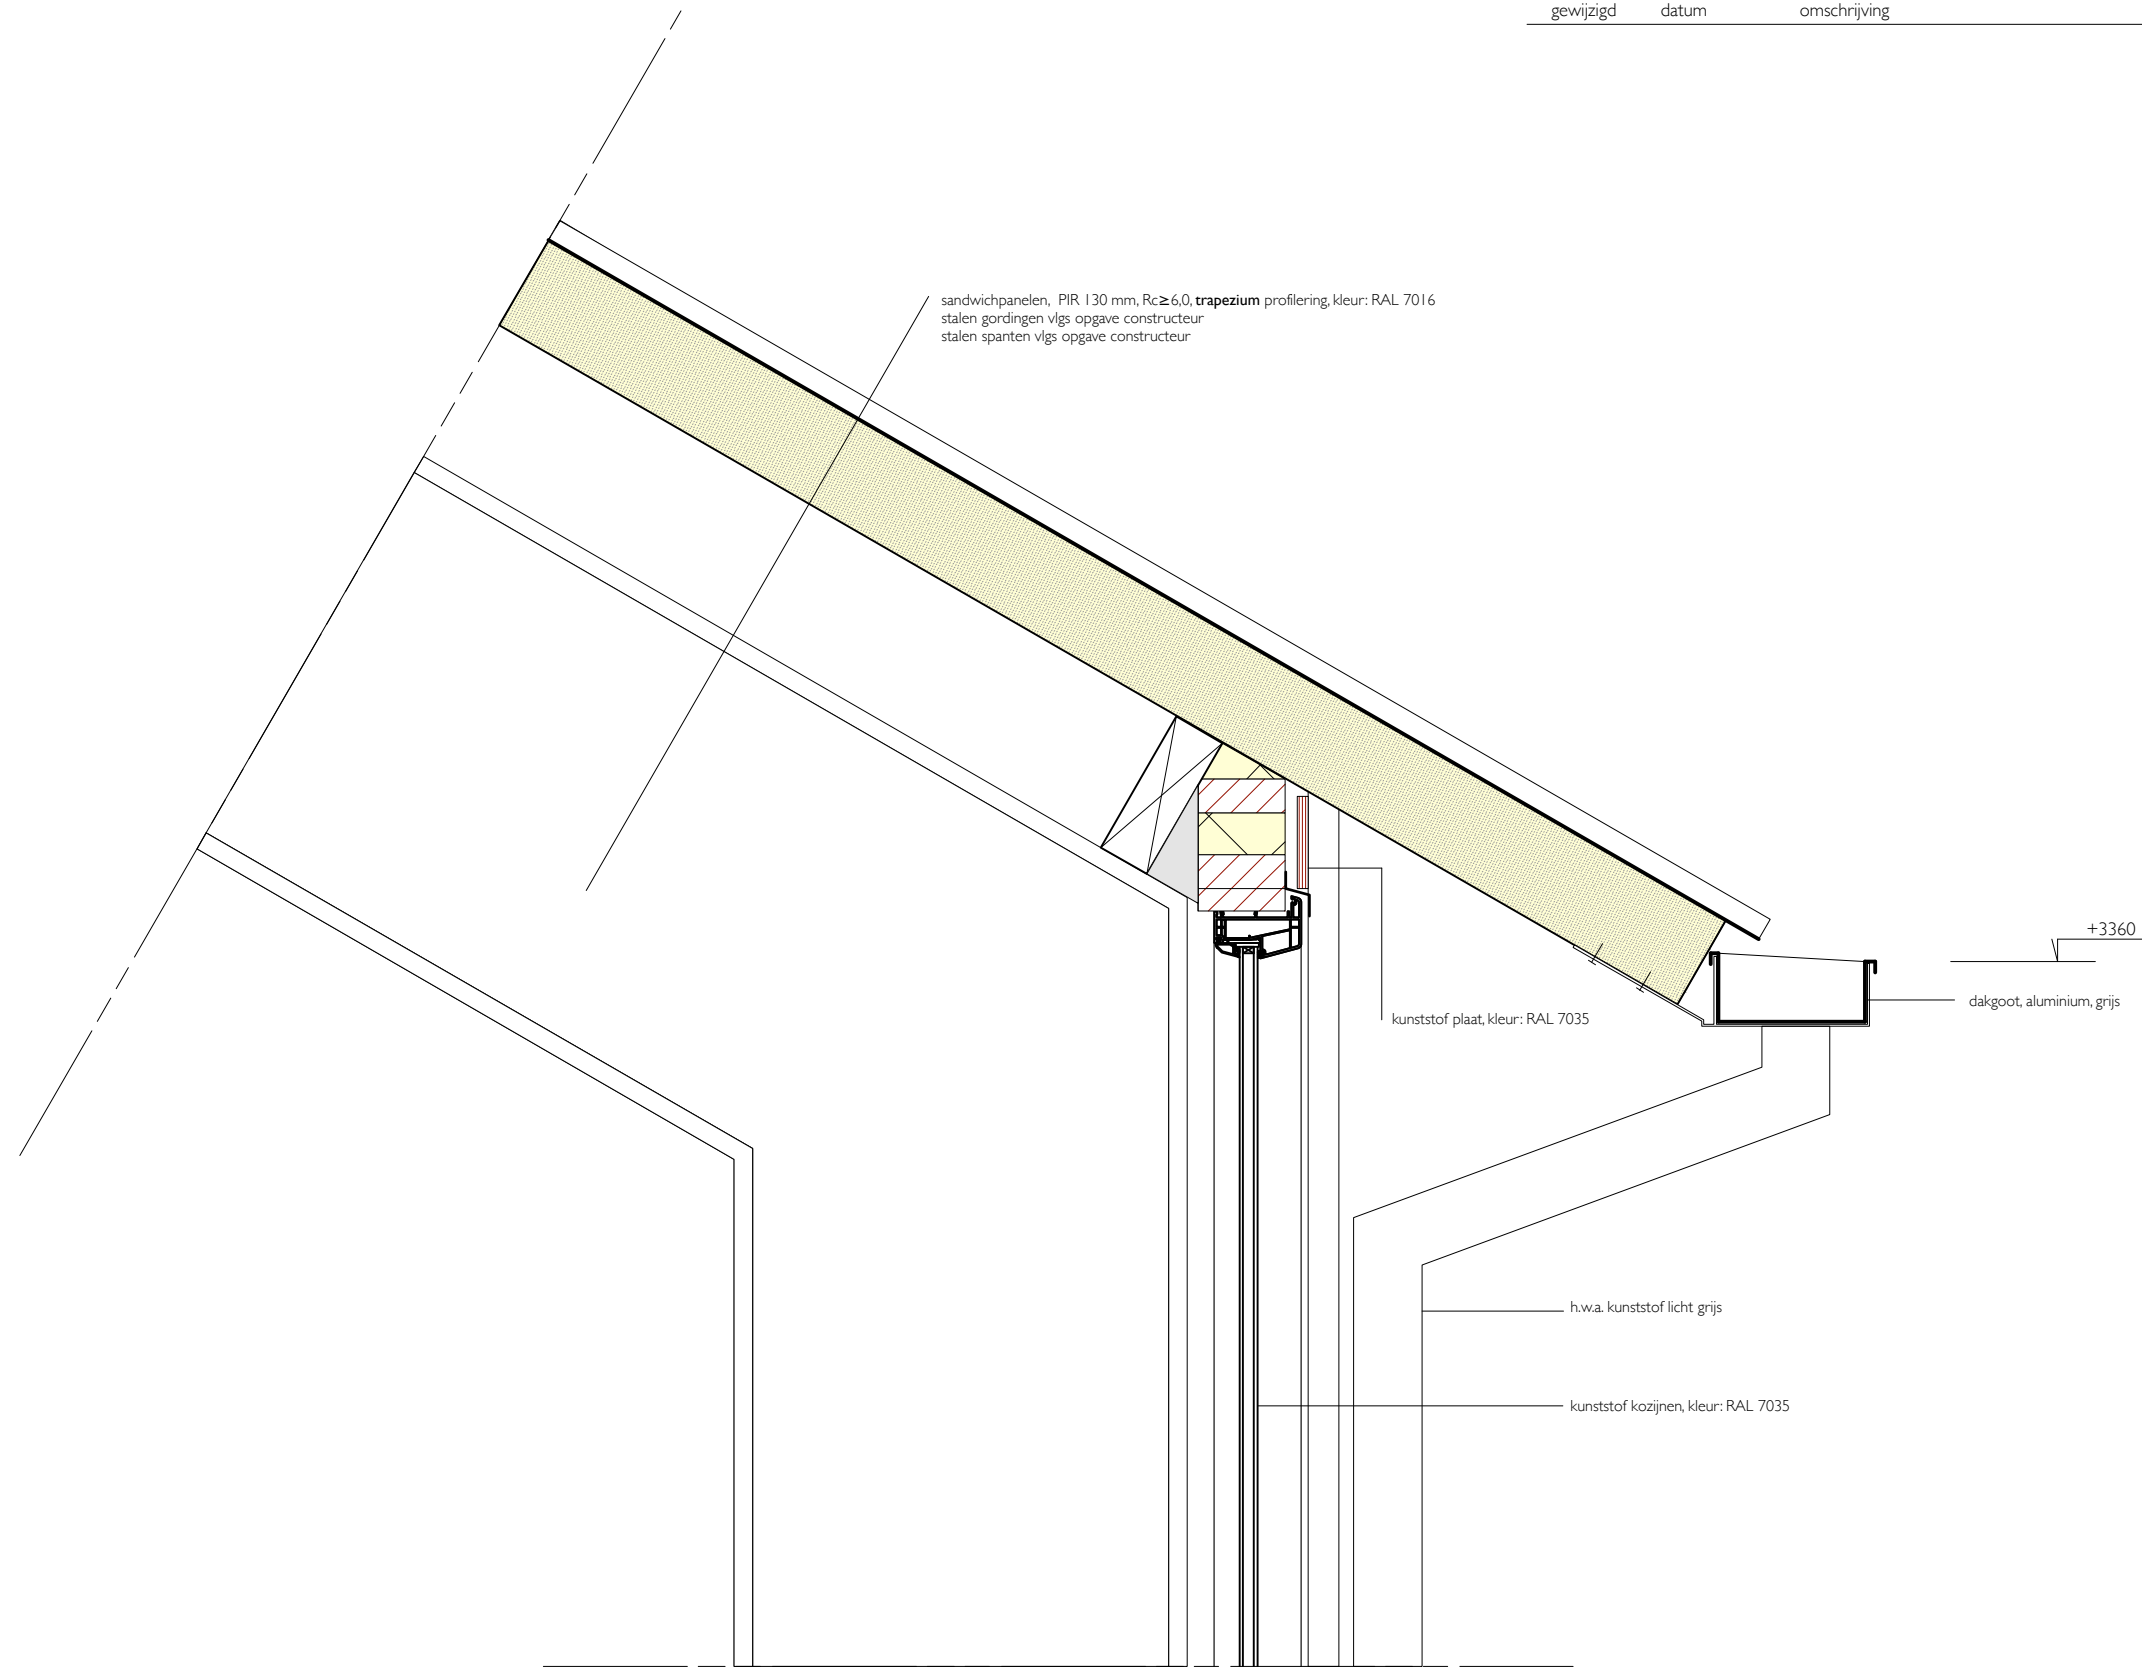 gewijzigd datum omschrijving
sandwichpanelen, PIR 130 mm, Rc≥6,0, trapezium profilering, kleur: RAL 7016
stalen gordingen vlgs opgave constructeur
stalen spanten vlgs opgave constructeur
+3360
dakgoot, aluminium, grijs
kunststof plaat, kleur: RAL 7035
h.w.a. kunststof licht grijs
kunststof kozijnen, kleur: RAL 7035